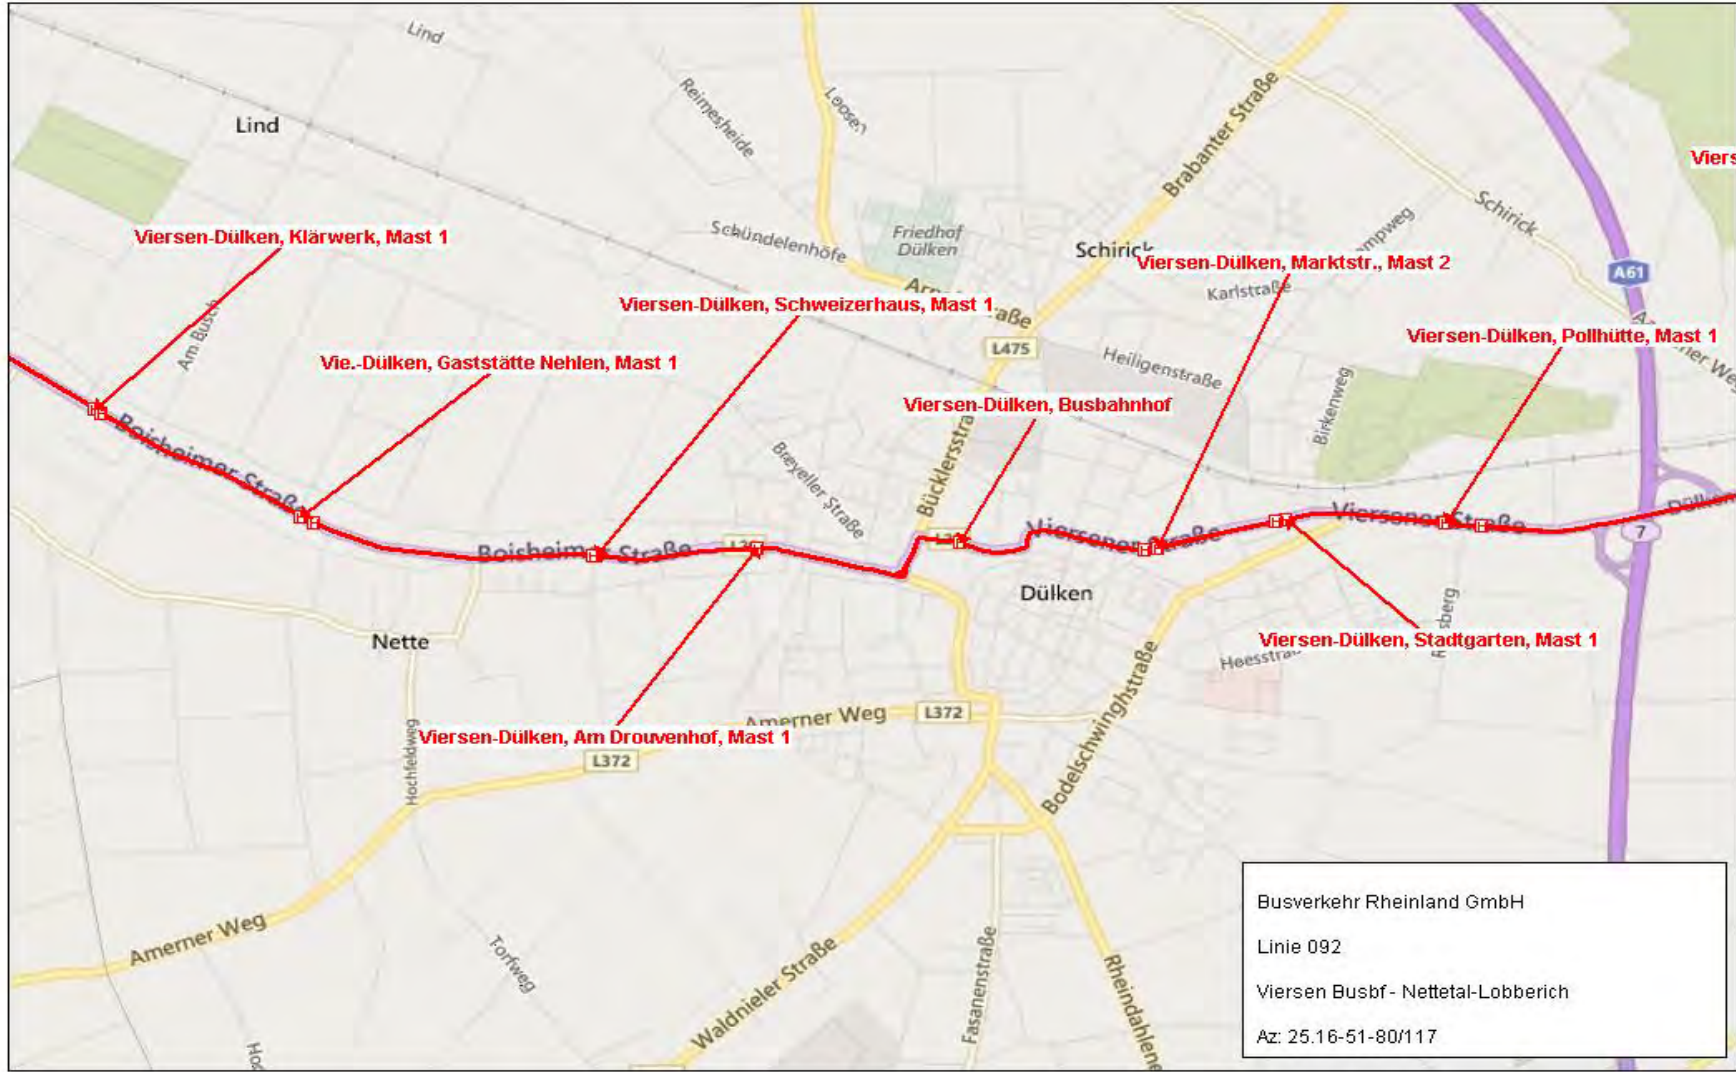 Lind
Lind
Loosen
Reimesheide
Brabanter Straße
Viers
Schirick
Friedhof
Dülken
Schündelenhöfe
Viersen-Dülken, Klärwerk, Mast 1
Viersen-Dülken, Marktstr., Mast 2
Karlstraße
A61
Viersen-Dülken, Schweizerhaus, Mast 1
Am Busch
L475
Heiligenstraße
Viersen-Dülken, Pollhütte, Mast 1
Vie.-Dülken, Gaststätte Nehlen, Mast 1
Viersen-Dülken, Busbahnhof
Birkenweg
Boisheimer Straße
Breyeller Straße
Viersener Straße
Viersener Straße
7
Boisheimer Straße
Dülken
Nette
Viersen-Dülken, Stadtgarten, Mast 1
Bodelschwinghstraße
Amerner Weg
L372
Viersen-Dülken, Am Drouvenhof, Mast 1
L372
Hochfeldweg
Amerner Weg
Torfweg
Waldnieler Straße
Fasanenstraße
Busverkehr Rheinland GmbH
Linie 092
Viersen Busbf - Nettetal-Lobberich
Az: 25.16-51-80/117